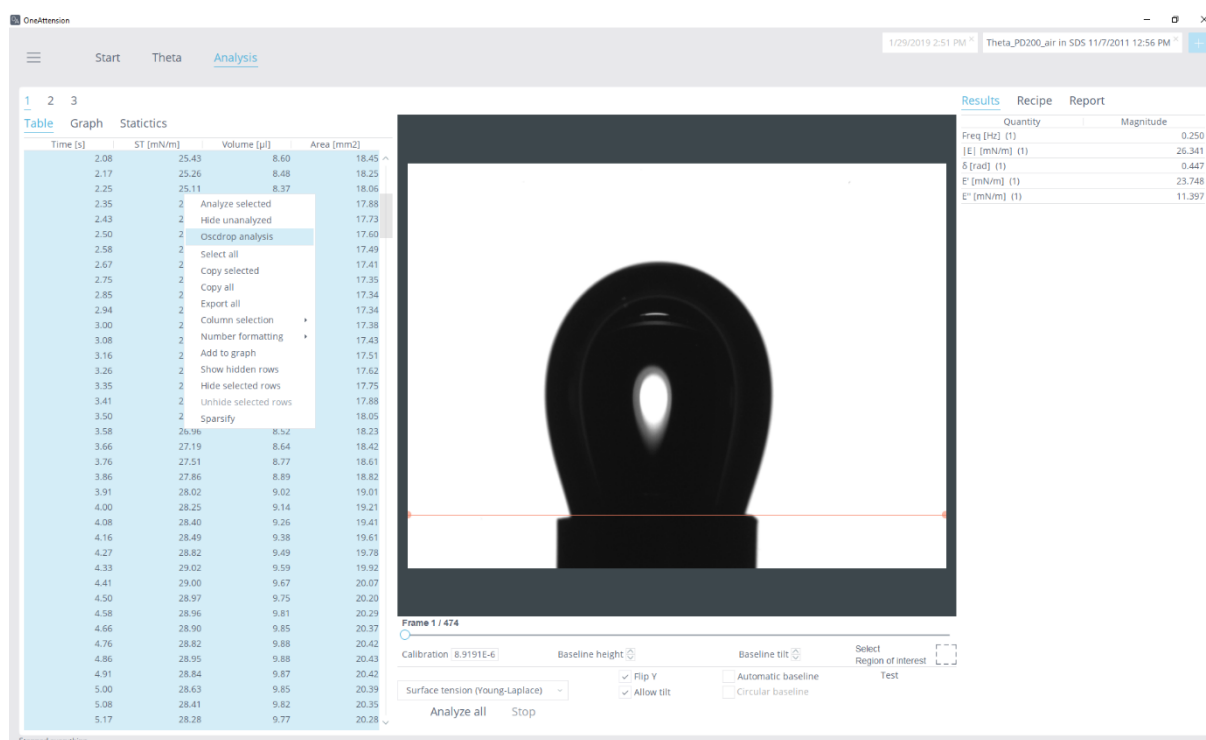 OneAttension
1/29/2019 2:51 PM × Theta_PD200_air in SDS 11/7/2011 12:56 PM × +
Start Theta Analysis
1 2 3
Table Graph Statictics
Time [s] ST [mN/m] Volume [µl] Area [mm2]
2.08 25.43 8.60 18.45
2.17 25.26 8.48 18.25
2.25 25.11 8.37 18.06
2.35 2 17.88
2.43 2 17.73
2.50 2 17.60
2.58 2 17.49
2.67 2 17.41
2.75 2 17.35
2.85 2 17.34
2.94 2 17.34
3.00 2 17.38
3.08 2 17.43
3.16 2 17.51
3.26 2 17.62
3.35 2 17.75
3.41 2 17.88
3.50 2 18.05
3.58 26.96 8.52 18.23
3.66 27.19 8.64 18.42
3.76 27.51 8.77 18.61
3.86 27.86 8.89 18.82
3.91 28.02 9.02 19.01
4.00 28.25 9.14 19.21
4.08 28.40 9.26 19.41
4.16 28.49 9.38 19.61
4.27 28.82 9.49 19.78
4.33 29.02 9.59 19.92
4.41 29.00 9.67 20.07
4.50 28.97 9.75 20.20
4.58 28.96 9.81 20.29
4.66 28.90 9.85 20.37
4.76 28.82 9.88 20.42
4.86 28.95 9.88 20.43
4.91 28.84 9.87 20.42
5.00 28.63 9.85 20.39
5.08 28.41 9.82 20.35
5.17 28.28 9.77 20.28
Analyze selected
Hide unanalyzed
Oscdrop analysis
Select all
Copy selected
Copy all
Export all
Column selection
Number formatting
Add to graph
Show hidden rows
Hide selected rows
Unhide selected rows
Sparsify
Frame 1 / 474
Calibration 8.9191E-6 Baseline height Baseline tilt
Select
Region of interest
Flip Y Automatic baseline Test
Surface tension (Young-Laplace)
Allow tilt Circular baseline
Analyze all Stop
Results Recipe Report
Quantity Magnitude
Freq [Hz] (1) 0.250
|E| [mN/m] (1) 26.341
δ [rad] (1) 0.447
E' [mN/m] (1) 23.748
E" [mN/m] (1) 11.397